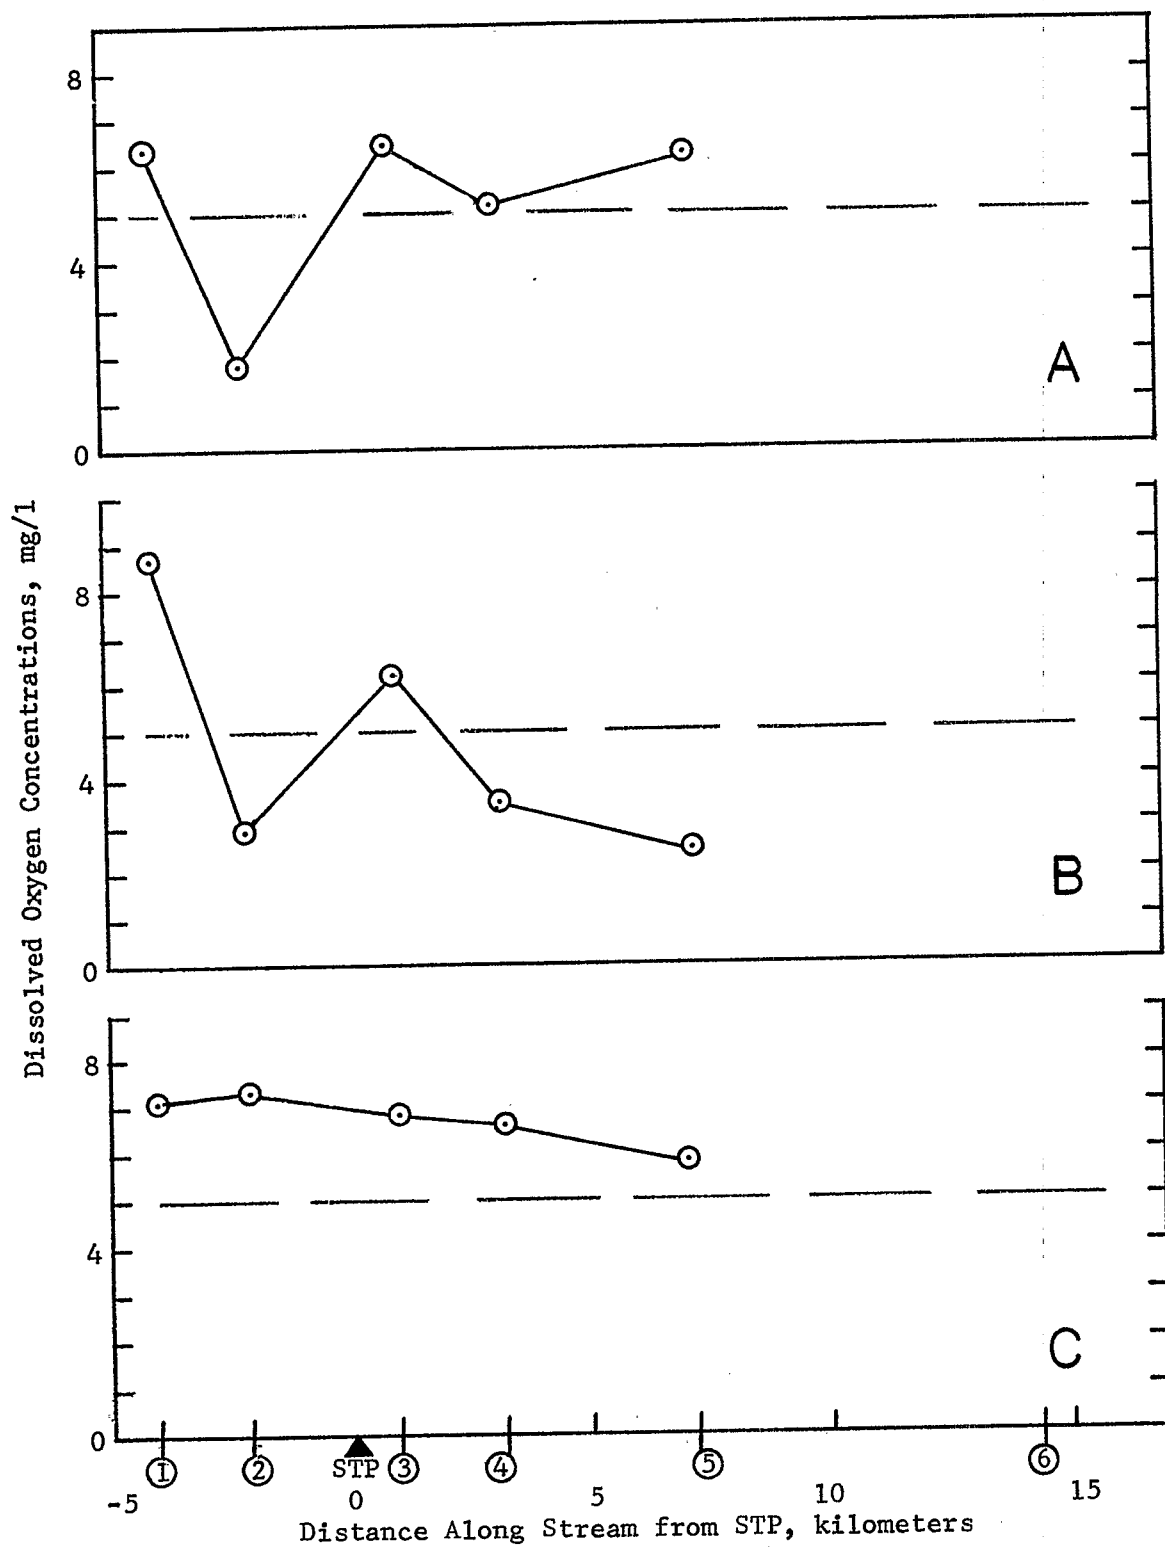 8
4
0
A
Dissolved Oxygen Concentrations, mg/l
8
4
0
B
8
4
0
C
① ② STP ③ ④ ⑤ ⑥
-5 0 5 10 15
Distance Along Stream from STP, kilometers